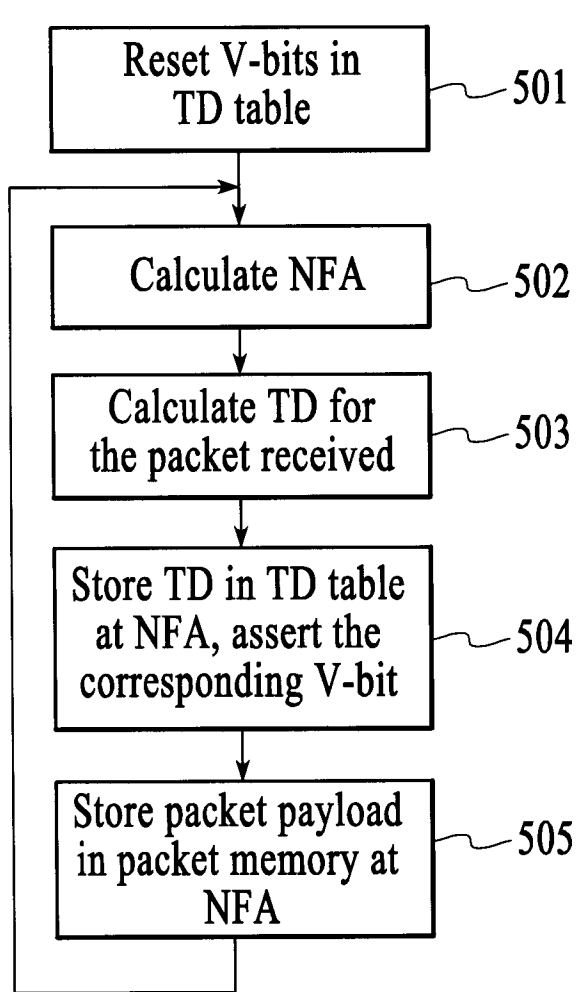 Reset V-bits in
TD table
501
Calculate NFA
502
Calculate TD for
the packet received
503
Store TD in TD table
at NFA, assert the
corresponding V-bit
504
Store packet payload
in packet memory at
NFA
505